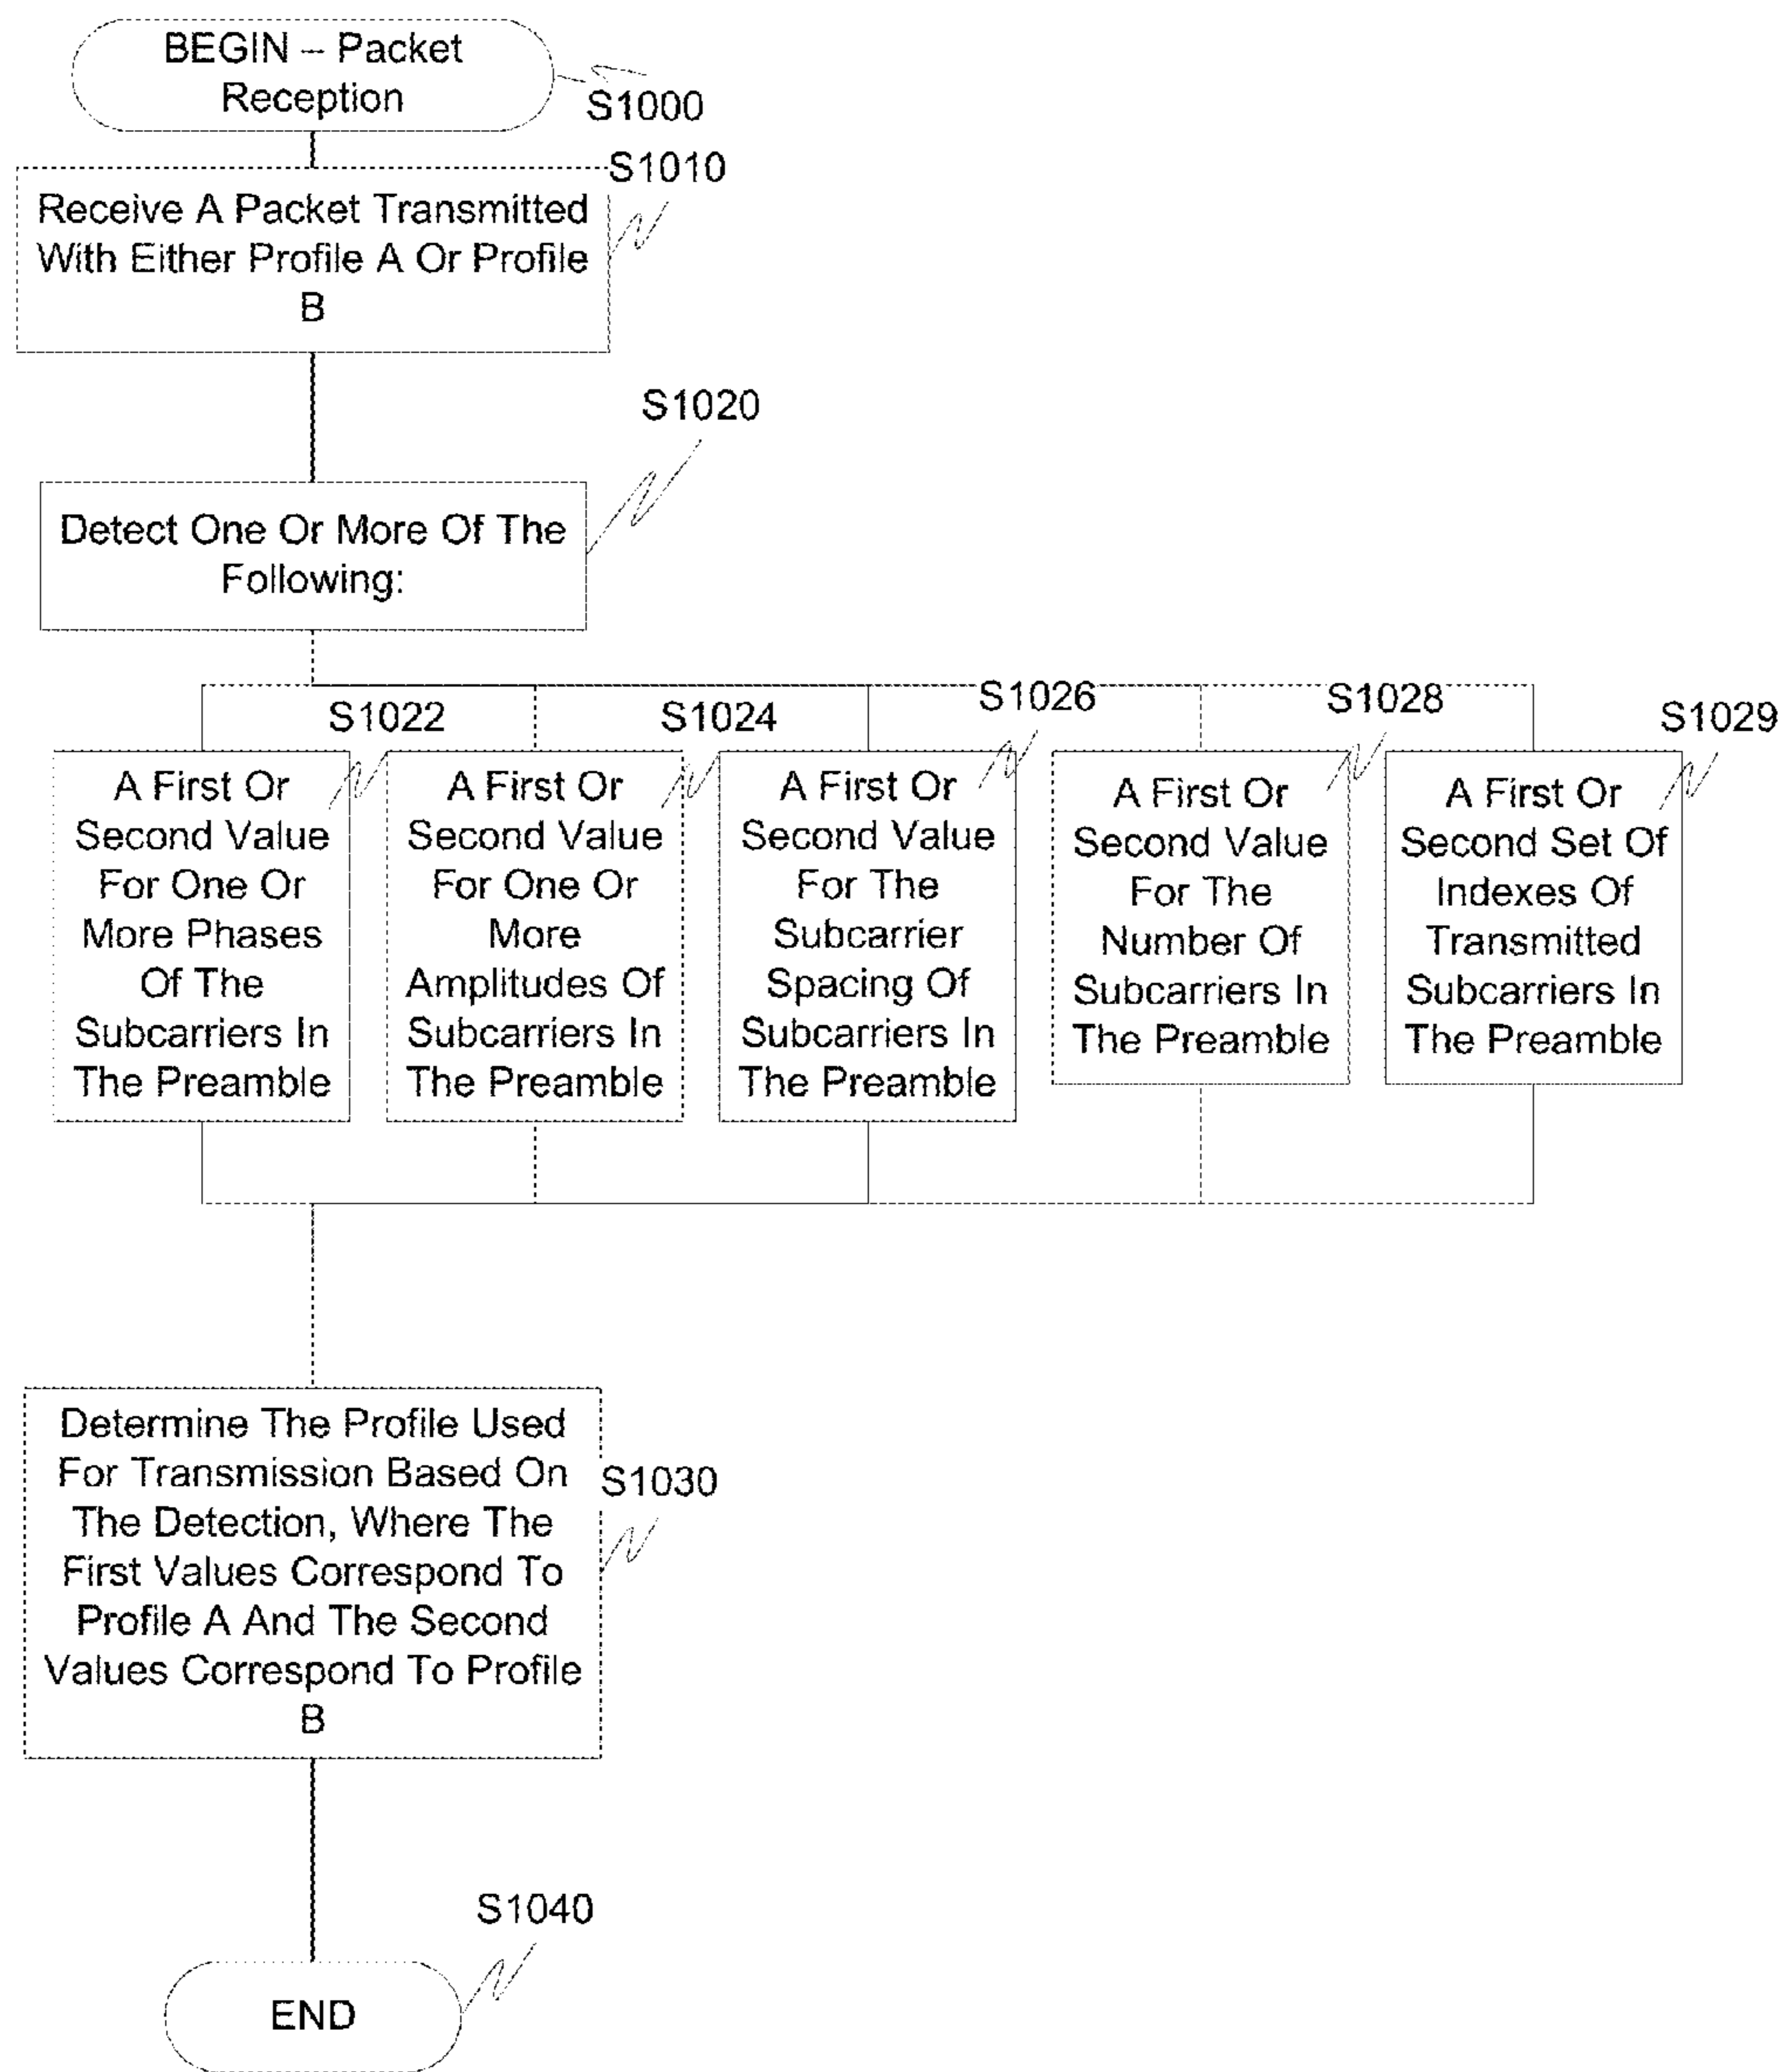 BEGIN – Packet
Reception
S1000
S1010
Receive A Packet Transmitted
With Either Profile A Or Profile
B
S1020
Detect One Or More Of The
Following:
S1022
A First Or
Second Value
For One Or
More Phases
Of The
Subcarriers In
The Preamble
S1024
A First Or
Second Value
For One Or
More
Amplitudes Of
Subcarriers In
The Preamble
S1026
A First Or
Second Value
For The
Subcarrier
Spacing Of
Subcarriers In
The Preamble
S1028
A First Or
Second Value
For The
Number Of
Subcarriers In
The Preamble
S1029
A First Or
Second Set Of
Indexes Of
Transmitted
Subcarriers In
The Preamble
Determine The Profile Used
For Transmission Based On
The Detection, Where The
First Values Correspond To
Profile A And The Second
Values Correspond To Profile
B
S1030
S1040
END